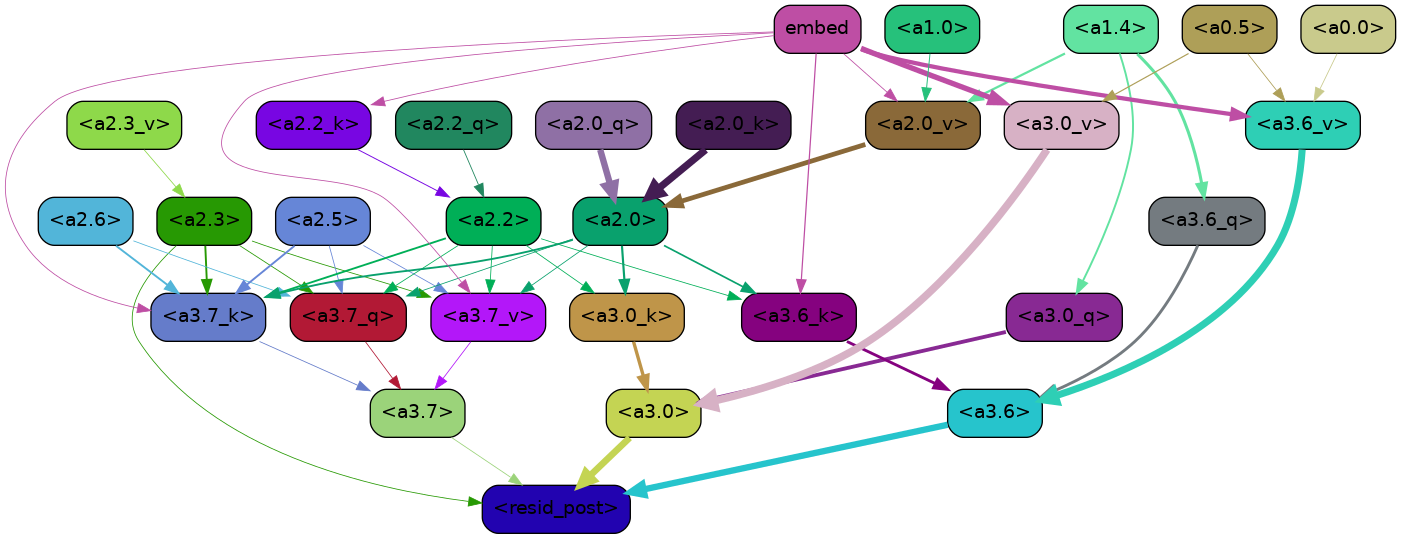 embed
<a1.0>
<a1.4>
<a0.5>
<a0.0>
<a2.3_v>
<a2.2_k>
<a2.2_q>
<a2.0_q>
<a2.0_k>
<a2.0_v>
<a3.0_v>
<a3.6_v>
<a2.6>
<a2.3>
<a2.5>
<a2.2>
<a2.0>
<a3.6_q>
<a3.7_k>
<a3.7_q>
<a3.7_v>
<a3.0_k>
<a3.6_k>
<a3.0_q>
<a3.7>
<a3.0>
<a3.6>
<resid_post>